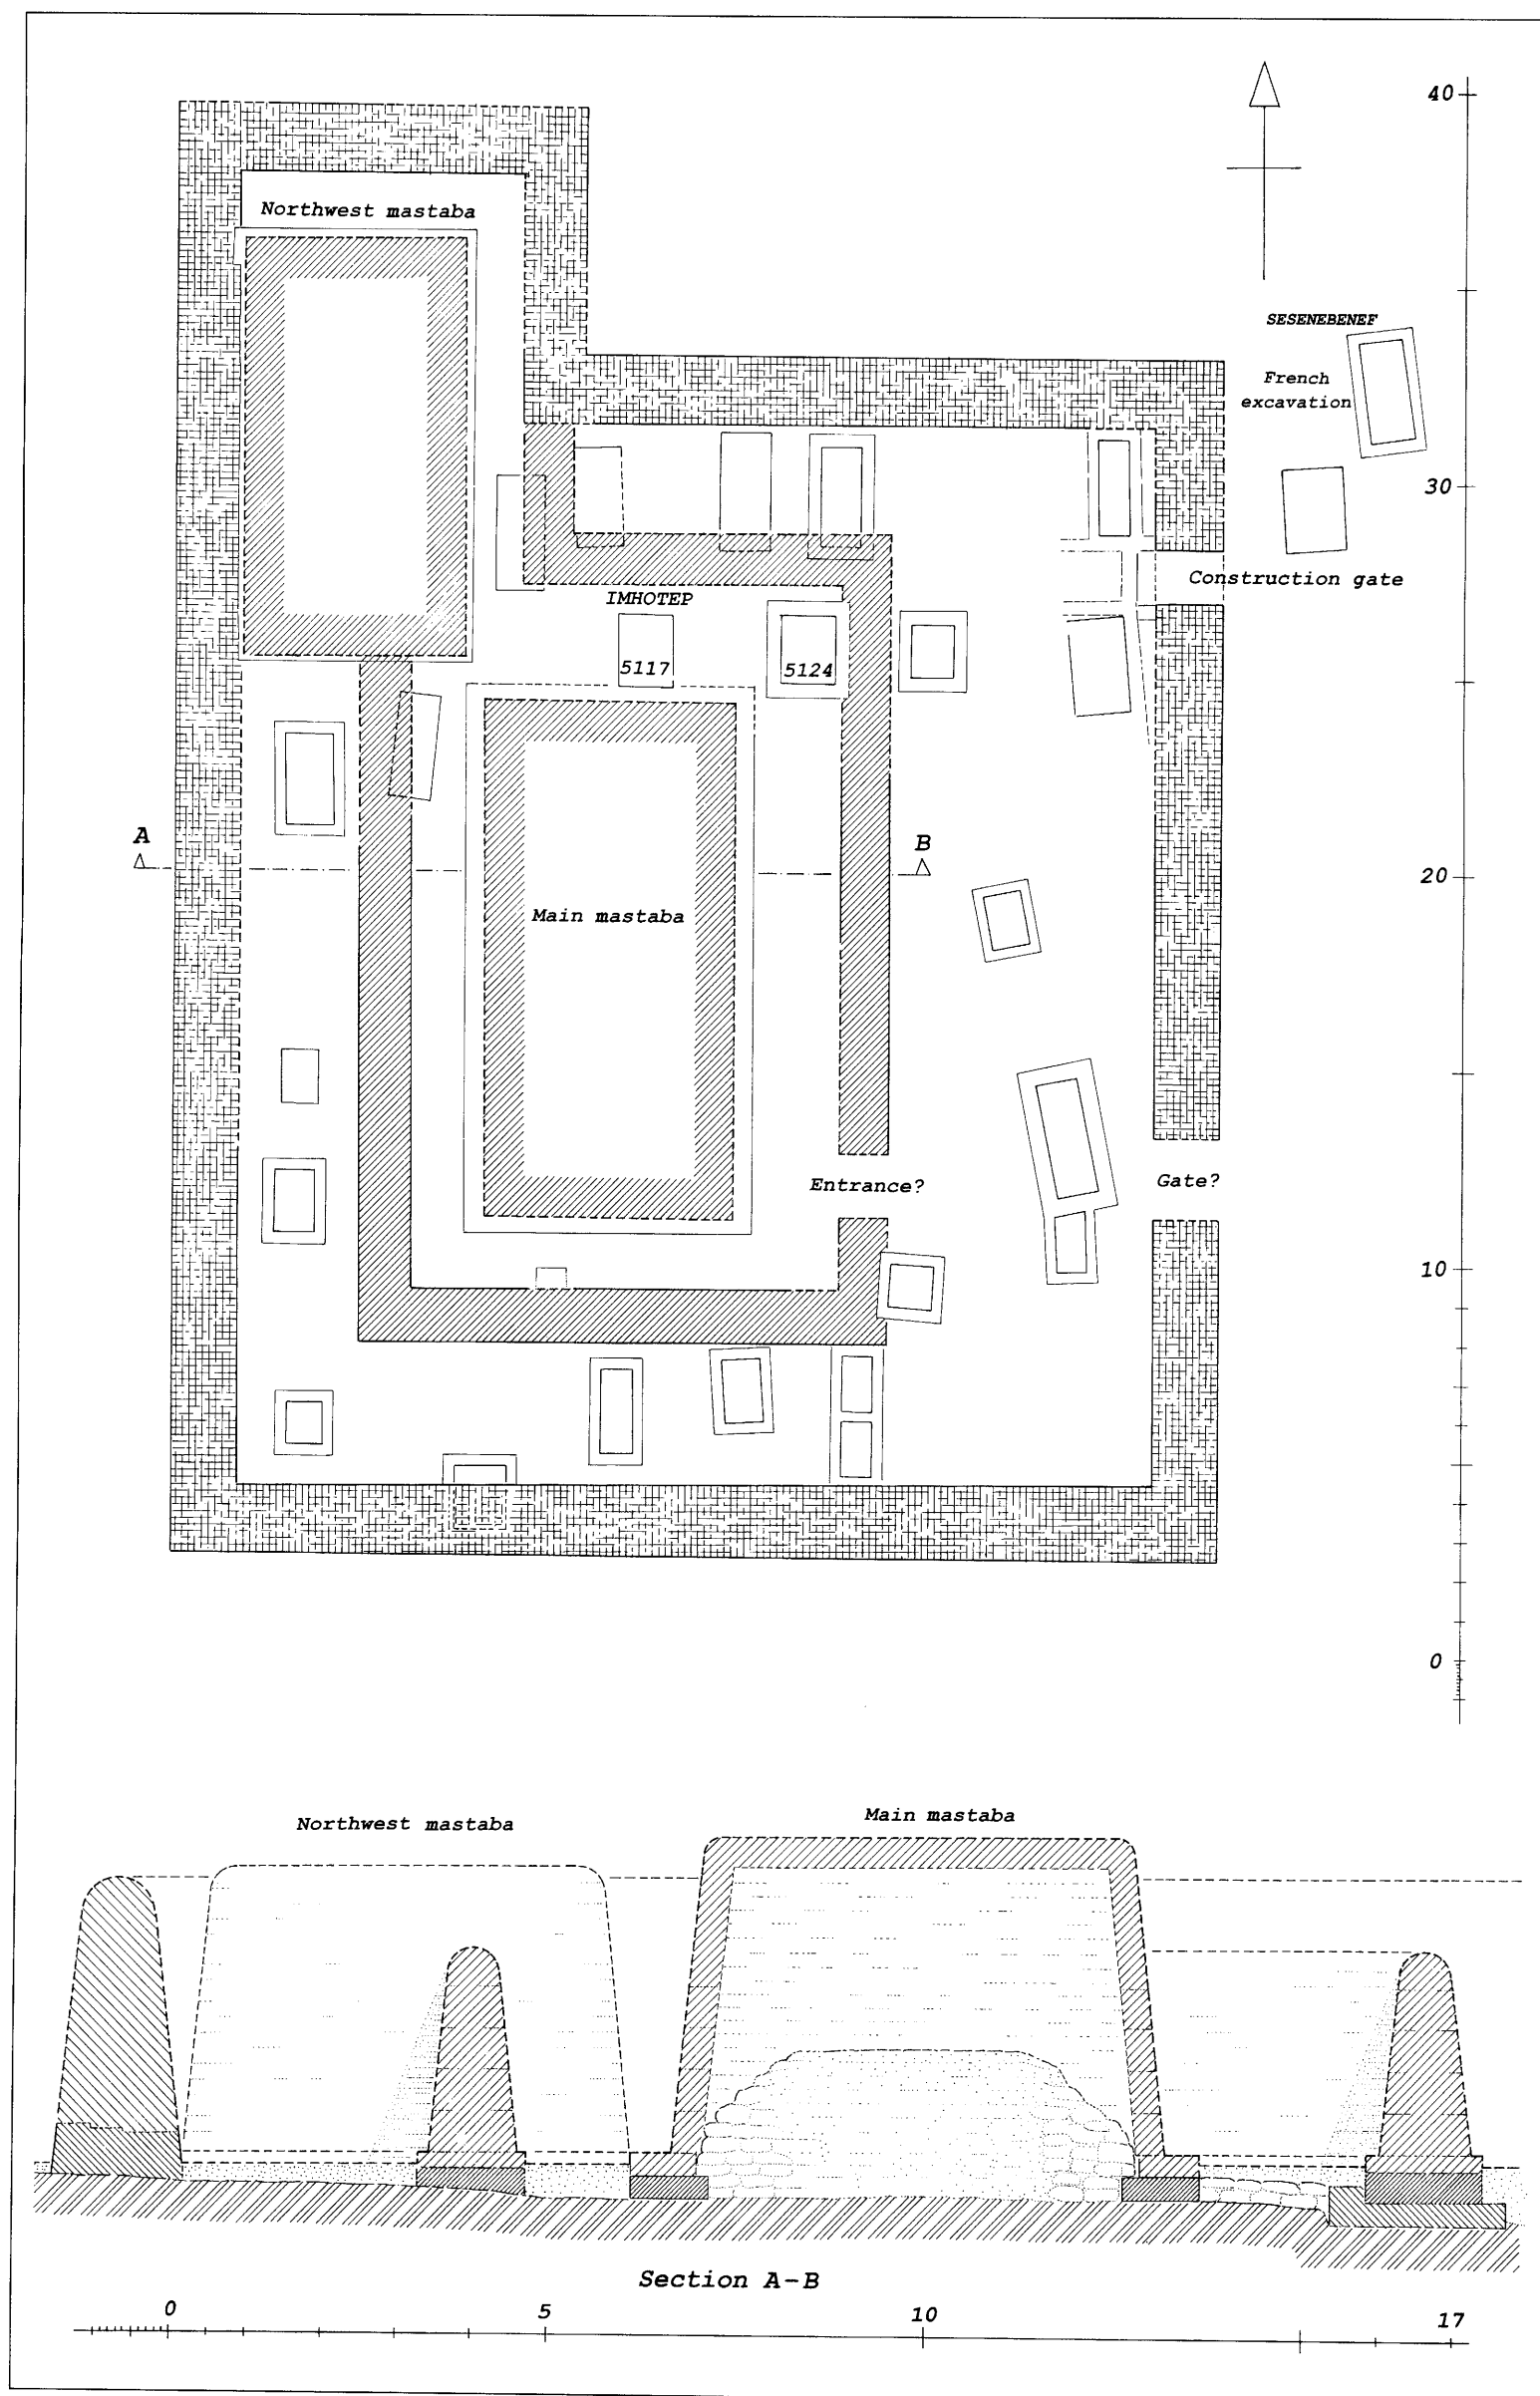 40
Northwest mastaba
SESENEBENEF
French
excavation
30
Construction gate
IMHOTEP
5117
5124
A
B
20
Main mastaba
Entrance?
Gate?
10
0
Main mastaba
Northwest mastaba
Section A-B
0
5
10
17